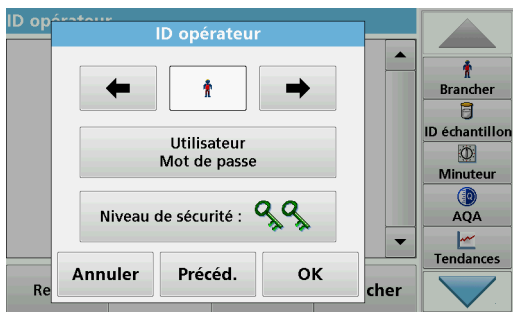 ID opérateur
ID opérateur
Utilisateur
Mot de passe
Niveau de sécurité :
Annuler
Précéd.
OK
Brancher
ID échantillon
Minuteur
AQA
Tendances